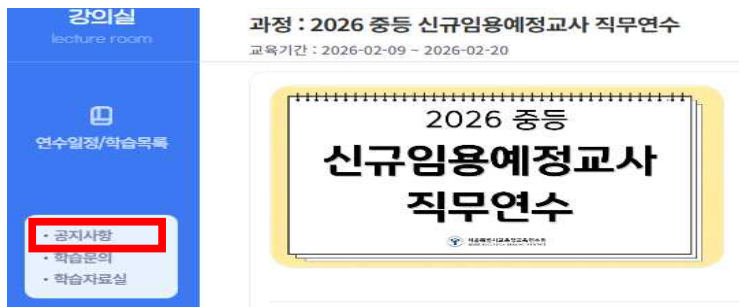 강의실
lecture room
연수일정/학습목록
• 공지사항
• 학습문의
• 학습자료실
과정 : 2026 중등 신규임용예정교사 직무연수
교육기간 : 2026-02-09 ~ 2026-02-20
2026 중등
신규임용예정교사
직무연수